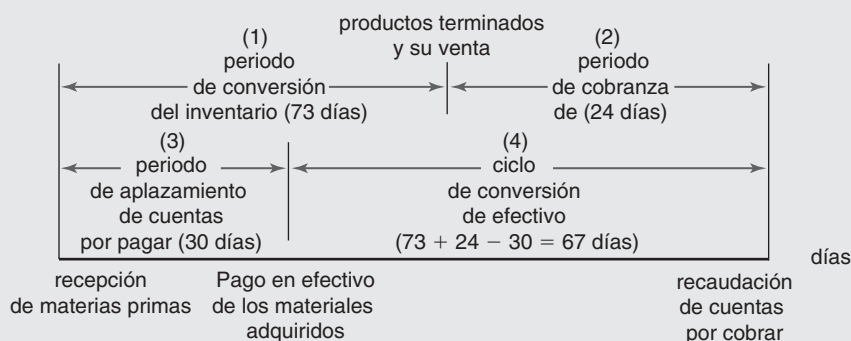 productos terminados
y su venta
(1)
periodo
de conversión
del inventario (73 días)
(2)
periodo
de cobranza
de (24 días)
(3)
periodo
de aplazamiento
de cuentas
por pagar (30 días)
(4)
ciclo
de conversión
de efectivo
(73 + 24 − 30 = 67 días)
días
recepción
de materias primas
Pago en efectivo
de los materiales
adquiridos
recaudación
de cuentas
por cobrar